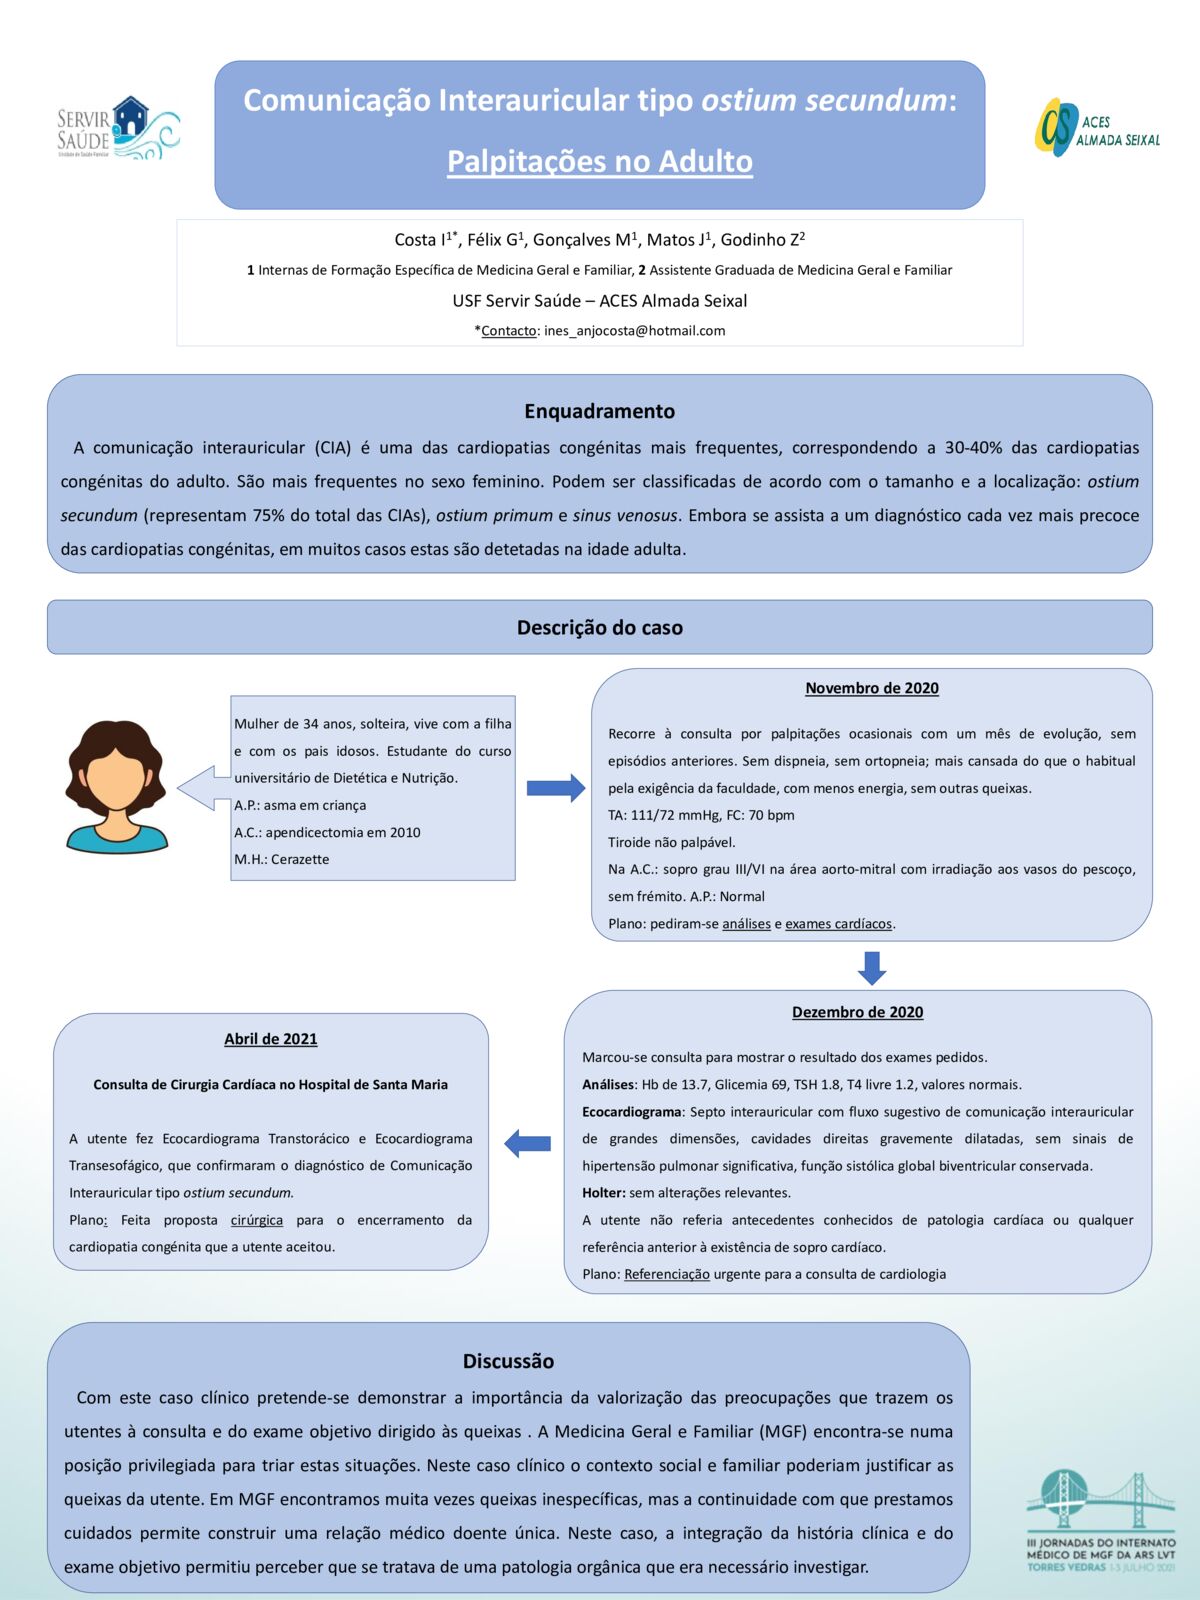 SERVIR
SAÚDE
Unidade de Saúde Familiar
Comunicação Interauricular tipo ostium secundum:
Palpitações no Adulto
ACES
ALMADA SEIXAL
Costa I1*, Félix G1, Gonçalves M1, Matos J1, Godinho Z2
1 Internas de Formação Específica de Medicina Geral e Familiar, 2 Assistente Graduada de Medicina Geral e Familiar
USF Servir Saúde – ACES Almada Seixal
*Contacto: ines_anjocosta@hotmail.com
Enquadramento
A comunicação interauricular (CIA) é uma das cardiopatias congénitas mais frequentes, correspondendo a 30-40% das cardiopatias
congénitas do adulto. São mais frequentes no sexo feminino. Podem ser classificadas de acordo com o tamanho e a localização: ostium
secundum (representam 75% do total das CIAs), ostium primum e sinus venosus. Embora se assista a um diagnóstico cada vez mais precoce
das cardiopatias congénitas, em muitos casos estas são detetadas na idade adulta.
Descrição do caso
Mulher de 34 anos, solteira, vive com a filha
e com os pais idosos. Estudante do curso
universitário de Dietética e Nutrição.
A.P.: asma em criança
A.C.: apendicectomia em 2010
M.H.: Cerazette
Novembro de 2020
Recorre à consulta por palpitações ocasionais com um mês de evolução, sem
episódios anteriores. Sem dispneia, sem ortopneia; mais cansada do que o habitual
pela exigência da faculdade, com menos energia, sem outras queixas.
TA: 111/72 mmHg, FC: 70 bpm
Tiroide não palpável.
Na A.C.: sopro grau III/VI na área aorto-mitral com irradiação aos vasos do pescoço,
sem frémito. A.P.: Normal
Plano: pediram-se análises e exames cardíacos.
Dezembro de 2020
Marcou-se consulta para mostrar o resultado dos exames pedidos.
Análises: Hb de 13.7, Glicemia 69, TSH 1.8, T4 livre 1.2, valores normais.
Ecocardiograma: Septo interauricular com fluxo sugestivo de comunicação interauricular
de grandes dimensões, cavidades direitas gravemente dilatadas, sem sinais de
hipertensão pulmonar significativa, função sistólica global biventricular conservada.
Holter: sem alterações relevantes.
A utente não referia antecedentes conhecidos de patologia cardíaca ou qualquer
referência anterior à existência de sopro cardíaco.
Plano: Referenciação urgente para a consulta de cardiologia
Abril de 2021
Consulta de Cirurgia Cardíaca no Hospital de Santa Maria
A utente fez Ecocardiograma Transtorácico e Ecocardiograma
Transesofágico, que confirmaram o diagnóstico de Comunicação
Interauricular tipo ostium secundum.
Plano: Feita proposta cirúrgica para o encerramento da
cardiopatia congénita que a utente aceitou.
Discussão
Com este caso clínico pretende-se demonstrar a importância da valorização das preocupações que trazem os
utentes à consulta e do exame objetivo dirigido às queixas . A Medicina Geral e Familiar (MGF) encontra-se numa
posição privilegiada para triar estas situações. Neste caso clínico o contexto social e familiar poderiam justificar as
queixas da utente. Em MGF encontramos muita vezes queixas inespecíficas, mas a continuidade com que prestamos
cuidados permite construir uma relação médico doente única. Neste caso, a integração da história clínica e do
exame objetivo permitiu perceber que se tratava de uma patologia orgânica que era necessário investigar.
III JORNADAS DO INTERNATO
MÉDICO DE MGF DA ARS LVT
TORRES VEDRAS 1-3 JULHO 2021